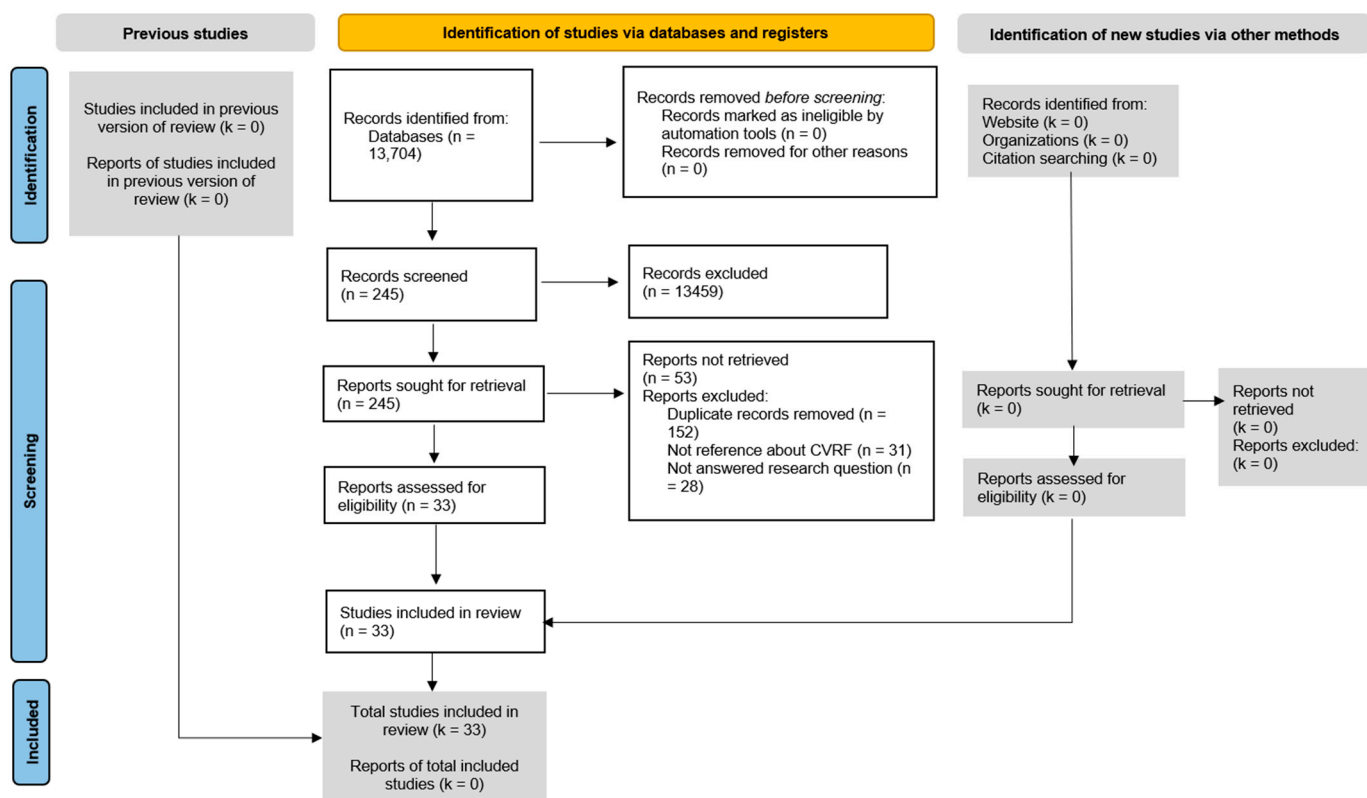 Previous studies
Identification of studies via databases and registers
Identification of new studies via other methods
Identification
Studies included in previous
version of review (k = 0)
Reports of studies included
in previous version of
review (k = 0)
Records identified from:
Databases (n =
13,704)
Records removed before screening:
Records marked as ineligible by
automation tools (n = 0)
Records removed for other reasons
(n = 0)
Records identified from:
Website (k = 0)
Organizations (k = 0)
Citation searching (k = 0)
Screening
Records screened
(n = 245)
Records excluded
(n = 13459)
Reports sought for retrieval
(n = 245)
Reports not retrieved
(n = 53)
Reports excluded:
Duplicate records removed (n =
152)
Not reference about CVRF (n = 31)
Not answered research question (n
= 28)
Reports sought for retrieval
(k = 0)
Reports not
retrieved
(k = 0)
Reports excluded:
(k = 0)
Reports assessed for
eligibility (n = 33)
Reports assessed for
eligibility (k = 0)
Studies included in review
(n = 33)
Included
Total studies included in
review (k = 33)
Reports of total included
studies (k = 0)